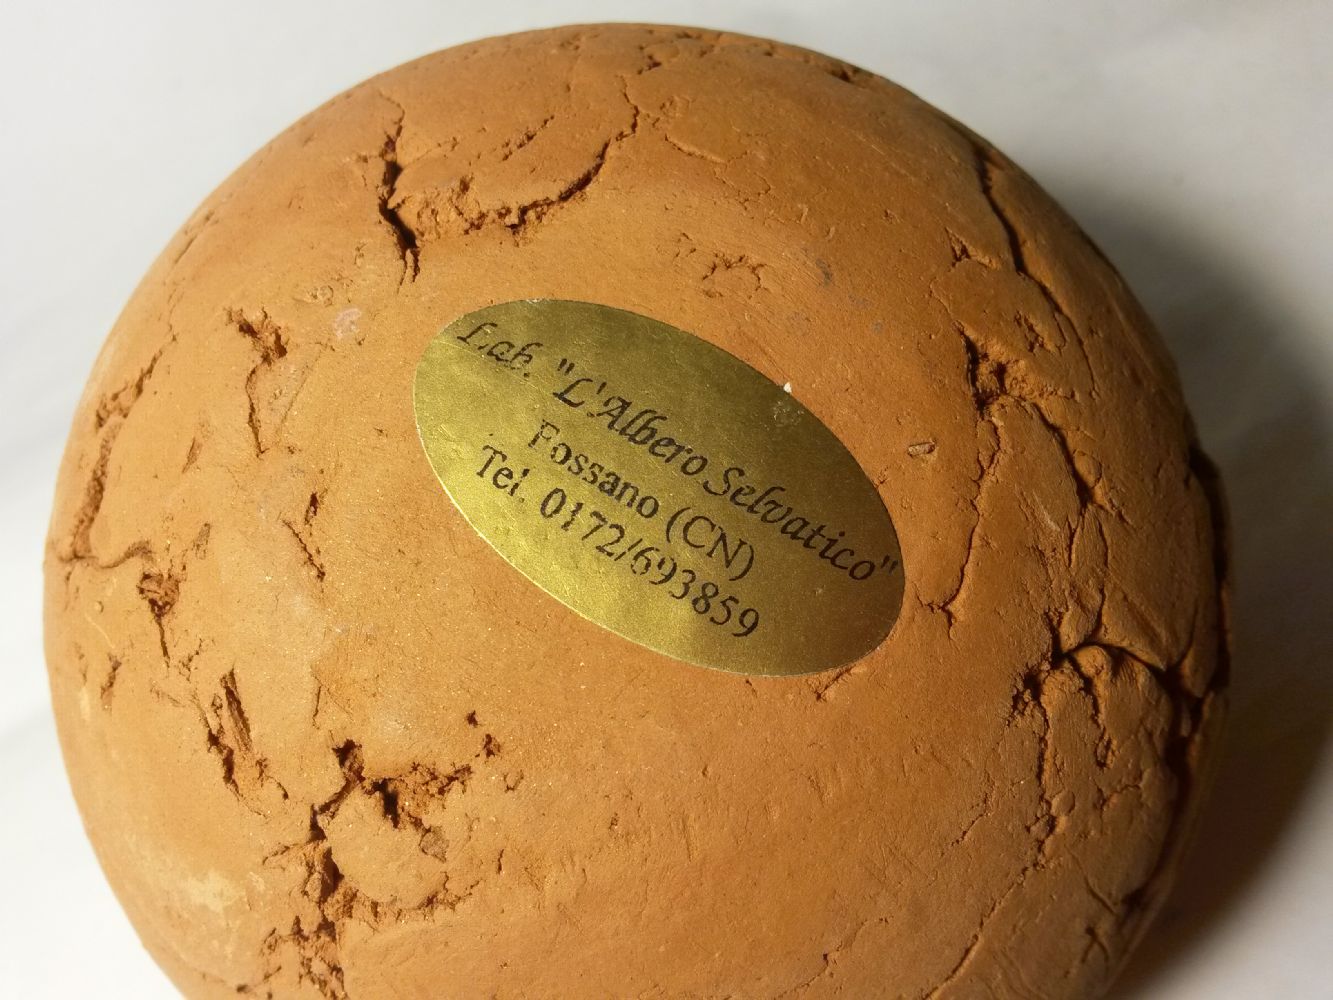 Lab. "L'Albero Selvatico"
Fossano (CN)
Tel. 0172/693859